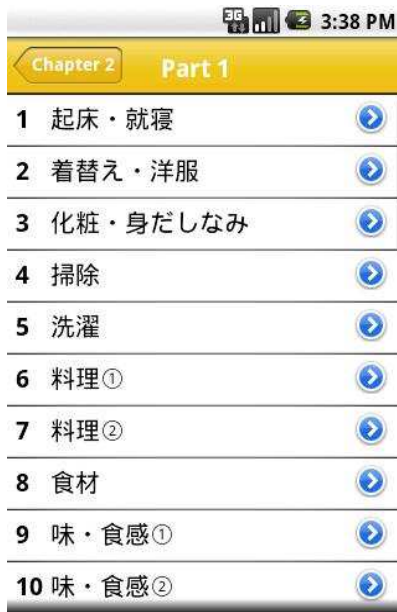 3G 3:38 PM
Chapter 2 Part 1
1 起床・就寝
2 着替え・洋服
3 化粧・身だしなみ
4 掃除
5 洗濯
6 料理①
7 料理②
8 食材
9 味・食感①
10 味・食感②